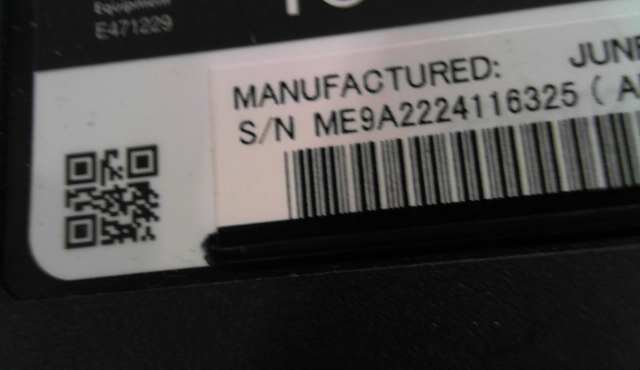 Equipment
E471229
MANUFACTURED: JUNE
S/N ME9A2224116325 ( A